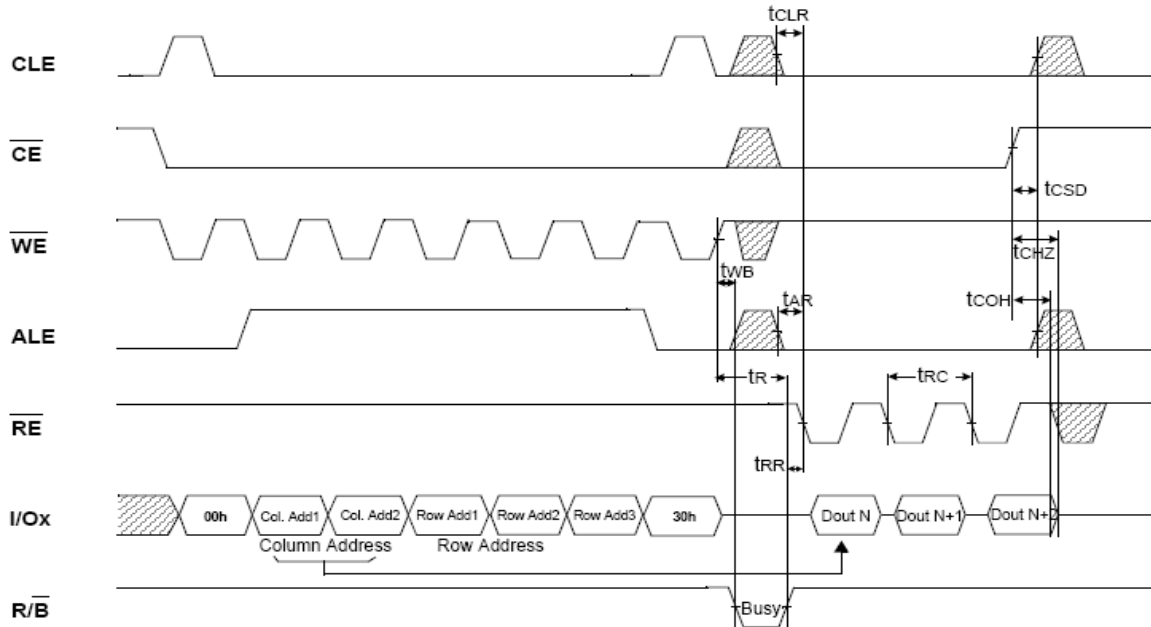 tCLR
CLE
CE
tCSD
WE
tCHZ
tWB
tCOH
tAR
ALE
tR
tRC
RE
tRR
I/Ox
00h
Col. Add1
Col. Add2
Row Add1
Row Add2
Row Add3
30h
Dout N
Dout N+1
Dout N+2
Column Address
Row Address
R/B
Busy